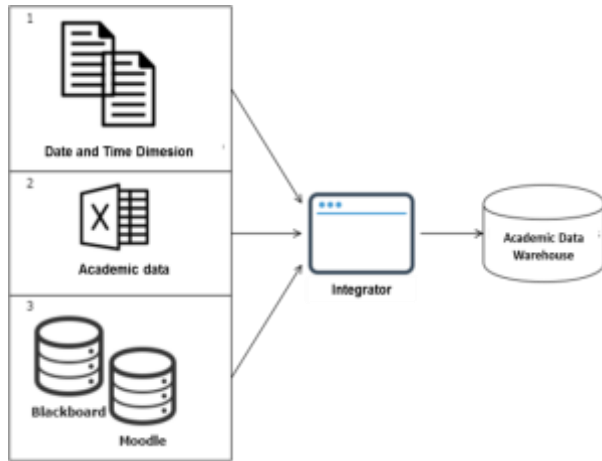 1
Date and Time Dimesion
2
X
Academic data
3
Blackboard
Moodle
Integrator
Academic Data
Warehouse